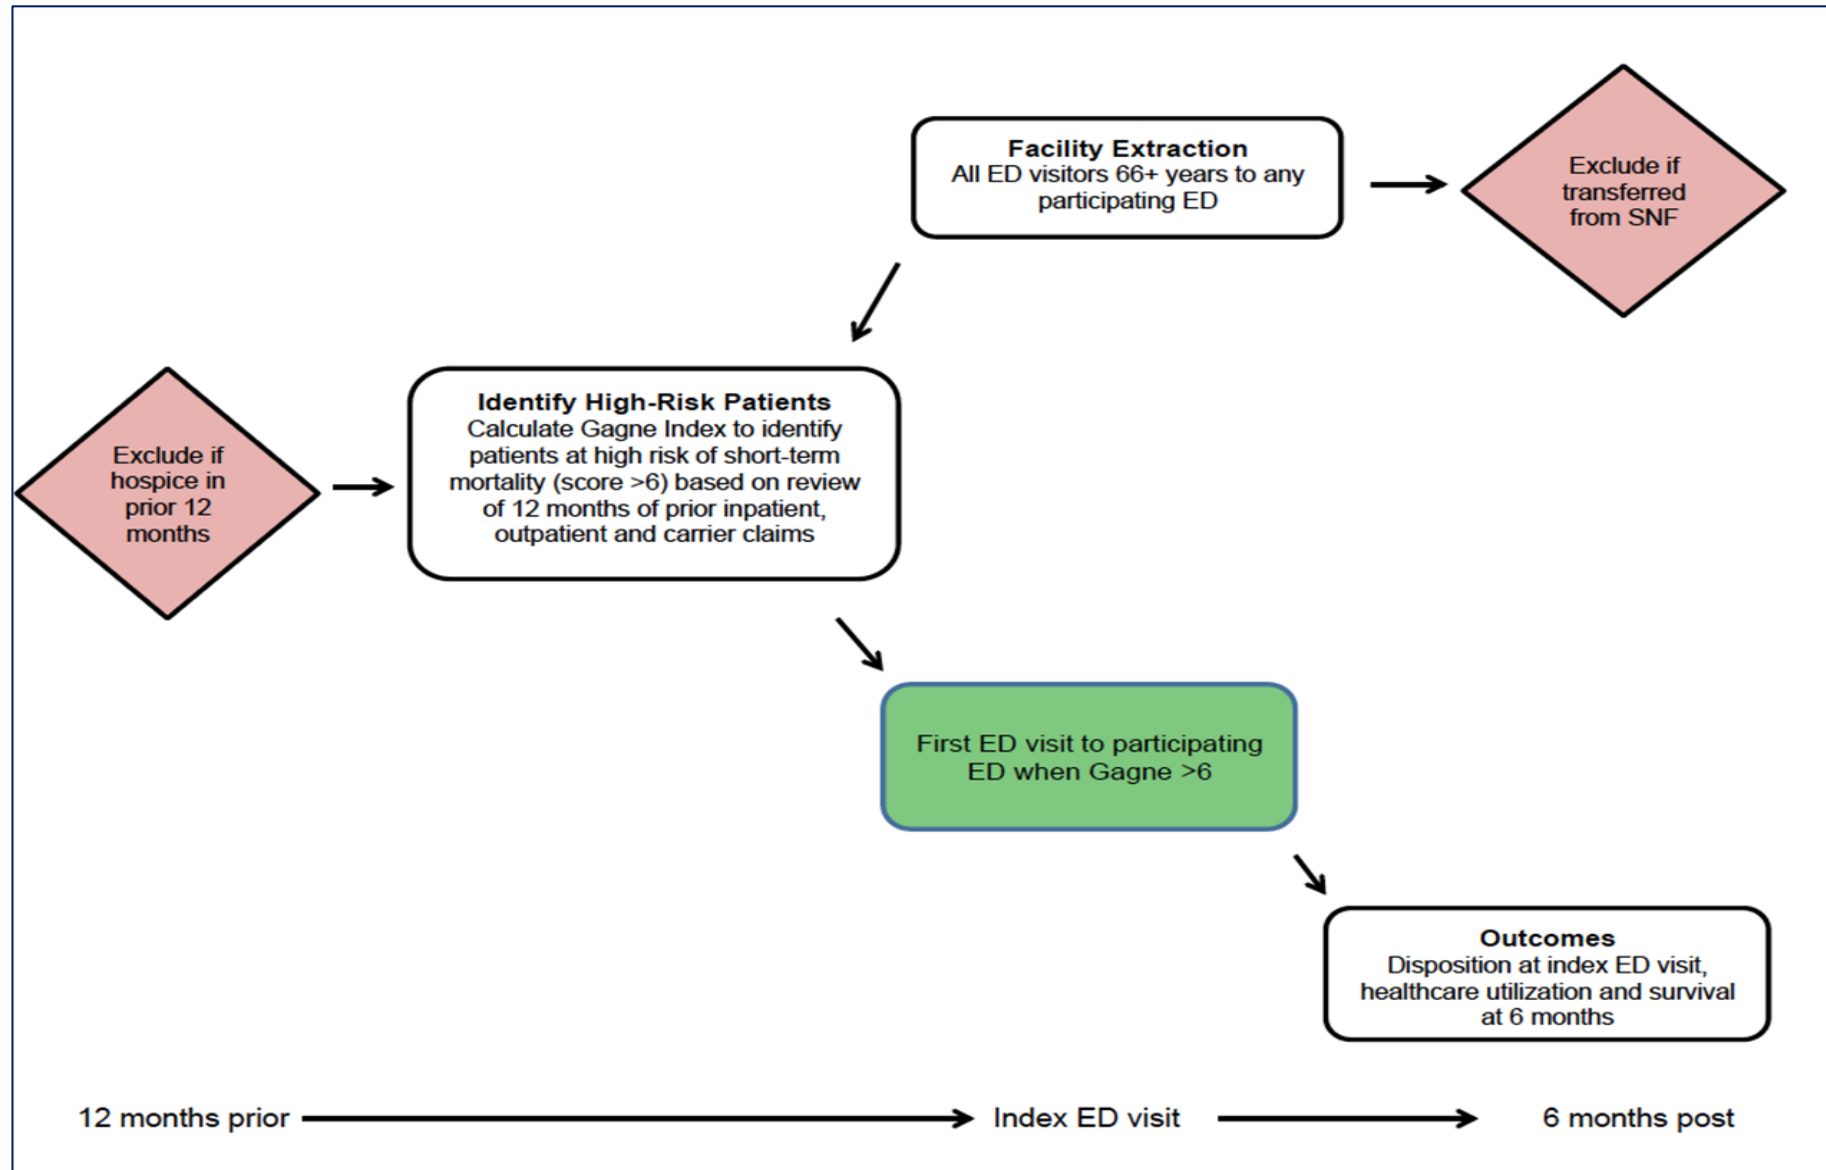 Facility Extraction
All ED visitors 66+ years to any
participating ED
Exclude if
transferred
from SNF
Exclude if
hospice in
prior 12
months
Identify High-Risk Patients
Calculate Gagne Index to identify
patients at high risk of short-term
mortality (score >6) based on review
of 12 months of prior inpatient,
outpatient and carrier claims
First ED visit to participating
ED when Gagne >6
Outcomes
Disposition at index ED visit,
healthcare utilization and survival
at 6 months
12 months prior
Index ED visit
6 months post